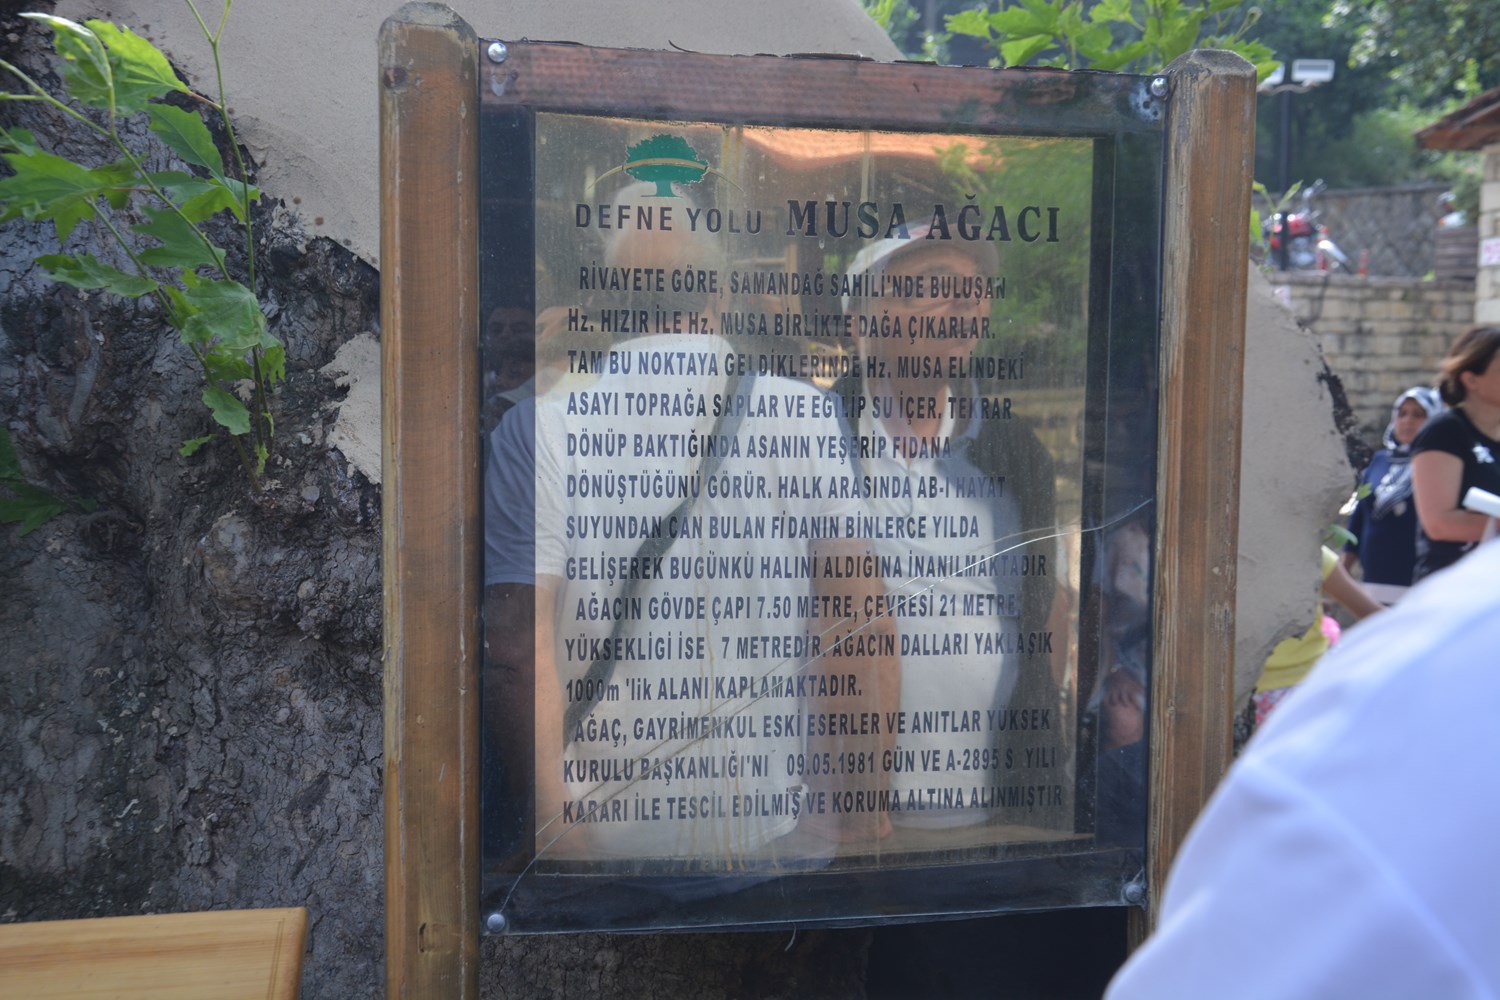 DEFNE YOLU MUSA AĞACI
RİVAYETE GÖRE, SAMANDAĞ SAHİLİ'NDE BULUŞAN
Hz. HIZIR İLE Hz. MUSA BİRLİKTE DAĞA ÇIKARLAR.
TAM BU NOKTAYA GELDİKLERİNDE Hz. MUSA ELİNDEKİ
ASAYI TOPRAĞA SAPLAR VE EĞİLİP SU İÇER. TEKRAR
DÖNÜP BAKTIĞINDA ASANIN YEŞERİP FİDANA
DÖNÜŞTÜĞÜNÜ GÖRÜR. HALK ARASINDA AB-I HAYAT
SUYUNDAN CAN BULAN FİDANIN BİNLERCE YILDA
GELİŞEREK BUGÜNKÜ HALİNİ ALDIĞINA İNANILMAKTADIR
AĞACIN GÖVDE ÇAPI 7.50 METRE, ÇEVRESİ 21 METRE,
YÜKSEKLİGİ İSE 7 METREDİR. AĞACIN DALLARI YAKLAŞIK
1000m 'lik ALANI KAPLAMAKTADIR.
AĞAÇ, GAYRİMENKUL ESKİ ESERLER VE ANITLAR YÜKSEK
KURULU BAŞKANLIĞI'NI 09.05.1981 GÜN VE A-2895 S YILI
KARARI İLE TESCİL EDİLMİŞ VE KORUMA ALTINA ALINMIŞTIR